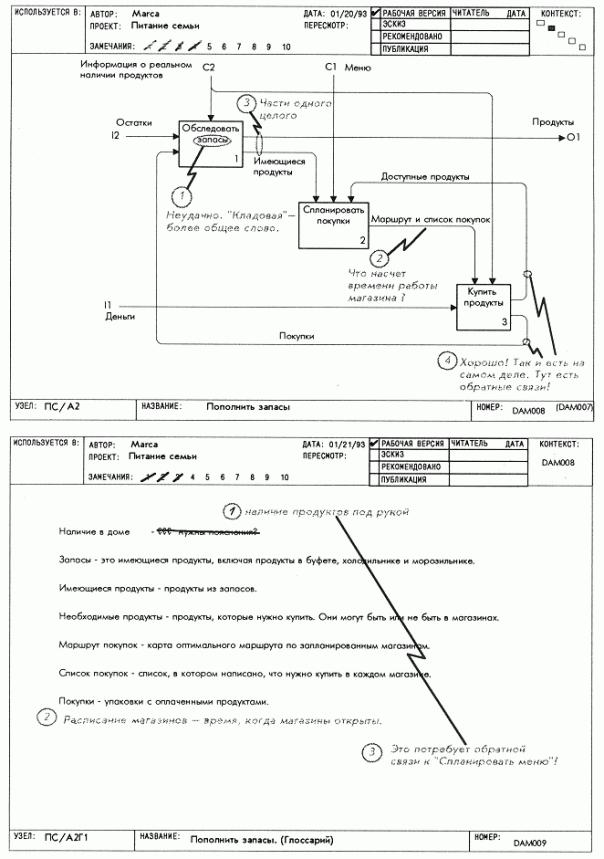 ИСПОЛЬЗУЕТСЯ В:
АВТОР: Marca
ДАТА: 01/20/93
РАБОЧАЯ ВЕРСИЯ
ЧИТАТЕЛЬ ДАТА
КОНТЕКСТ:
ПРОЕКТ: Питание семьи
ПЕРЕСМОТР:
ЭСКИЗ
РЕКОМЕНДОВАНО
ЗАМЕЧАНИЯ: 1 2 3 4 5 6 7 8 9 10
ПУБЛИКАЦИЯ
Информация о реальном
наличии продуктов
C2
C1 Меню
3 Части одного
целого
Остатки
I2
Обследовать
запасы
1
Продукты
O1
Имеющиеся
продукты
Доступные продукты
1
Неудачно. "Кладовая"–
более общее слово.
Спланировать
покупки
2
Маршрут и список покупок
2
Что насчет
времени работы
магазина?
I1
Деньги
Купить
продукты
3
Покупки
4 Хорошо! Так и есть на
самом деле. Тут есть
обратные связи!
УЗЕЛ: ПС/А2
НАЗВАНИЕ: Пополнить запасы
НОМЕР: DAM008 (DAM007)
ИСПОЛЬЗУЕТСЯ В:
АВТОР: Marca
ДАТА: 01/21/93
РАБОЧАЯ ВЕРСИЯ
ЧИТАТЕЛЬ ДАТА
КОНТЕКСТ:
ПРОЕКТ: Питание семьи
ПЕРЕСМОТР:
ЭСКИЗ
DAM008
РЕКОМЕНДОВАНО
ЗАМЕЧАНИЯ: 1 2 3 4 5 6 7 8 9 10
ПУБЛИКАЦИЯ
1 наличие продуктов под рукой
Наличие в доме - нужны пояснения?
Запасы - это имеющиеся продукты, включая продукты в буфете, холодильнике и морозильнике.
Имеющиеся продукты - продукты из запасов.
Необходимые продукты - продукты, которые нужно купить. Они могут быть или не быть в магазинах.
Маршрут покупок - карта оптимального маршрута по запланированным магазинам.
Список покупок - список, в котором написано, что нужно купить в каждом магазине.
Покупки - упаковки с оплаченными продуктами.
2 Расписание магазинов – время, когда магазины открыты.
3 Это потребует обратной
связи к "Спланировать меню"!
УЗЕЛ: ПС/А2Г1
НАЗВАНИЕ: Пополнить запасы. (Глоссарий)
НОМЕР: DAM009